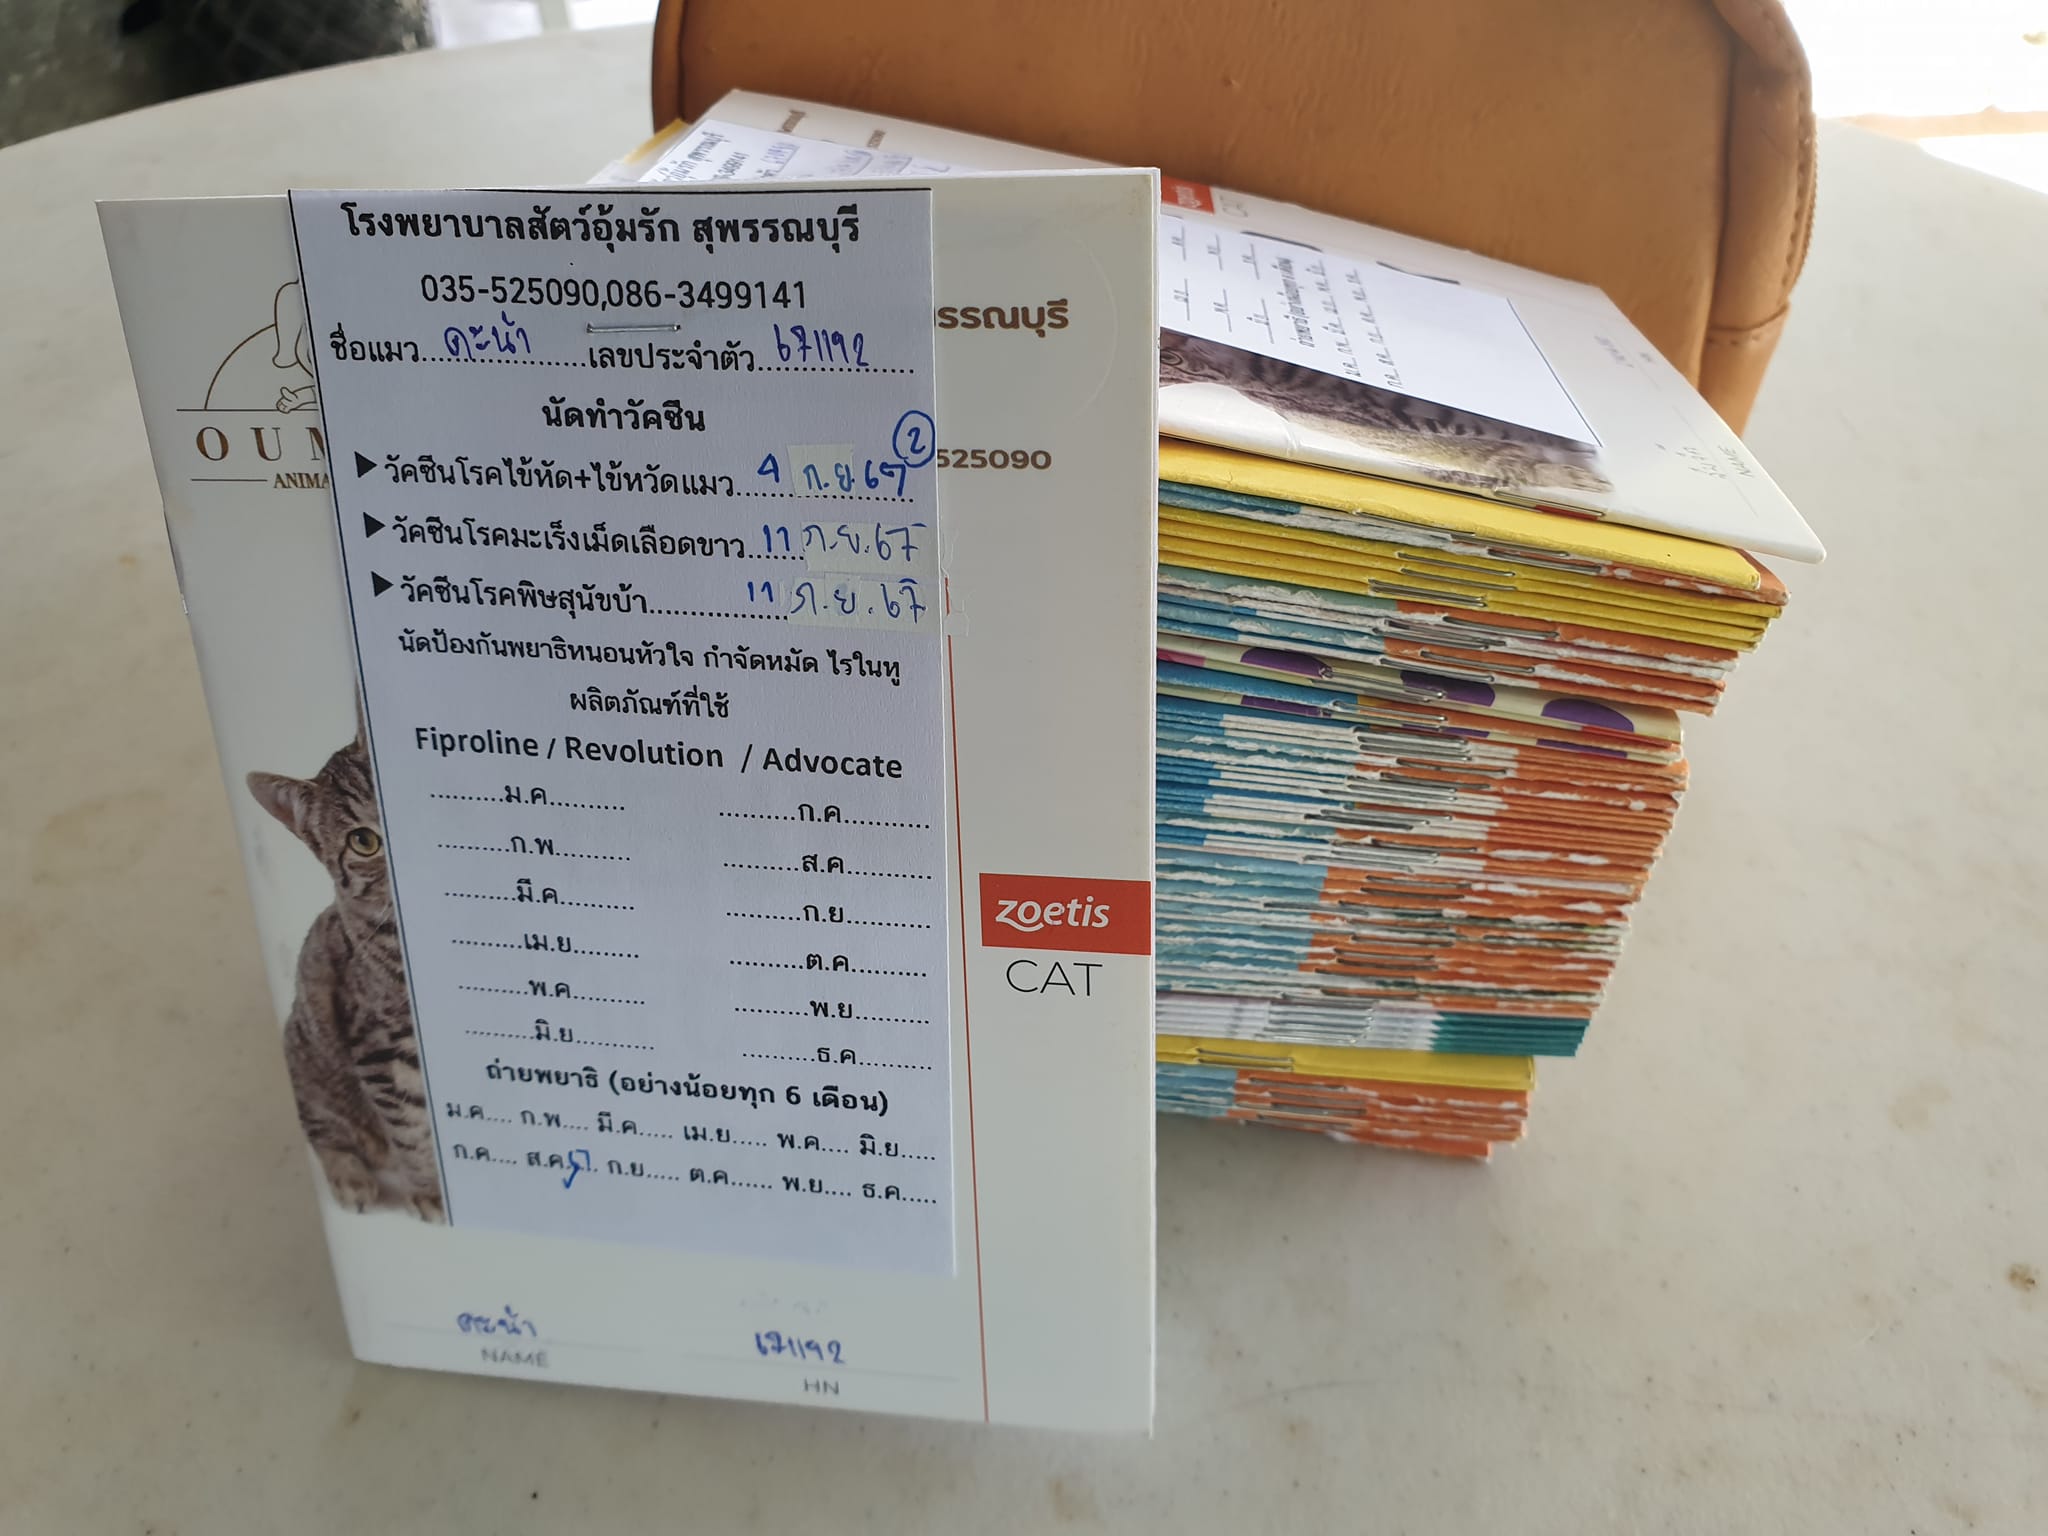 โรงพยาบาลสัตว์อุ้มรัก สุพรรณบุรี
035-525090,086-3499141
ชื่อแมว....คะน้า......เลขประจำตัว..671192....
นัดทำวัคซีน
▶ วัคซีนโรคไข้หัด+ไข้หวัดแมว.... 4 ก.ย. 67 ②
▶ วัคซีนโรคมะเร็งเม็ดเลือดขาว...... 11 ก.ย. 67
▶ วัคซีนโรคพิษสุนัขบ้า............... 11 ก.ย. 67
นัดป้องกันพยาธิหนอนหัวใจ กำจัดหมัด ไรในหู
ผลิตภัณฑ์ที่ใช้
Fiproline / Revolution / Advocate
..........ม.ค.......... ..........ก.ค...........
..........ก.พ.......... ..........ส.ค...........
..........มี.ค.......... ..........ก.ย...........
..........เม.ย......... ..........ต.ค..........
..........พ.ค.......... ..........พ.ย..........
..........มิ.ย........... ..........ธ.ค..........
ถ่ายพยาธิ (อย่างน้อยทุก 6 เดือน)
ม.ค.... ก.พ.... มี.ค..... เม.ย..... พ.ค.... มิ.ย.....
ก.ค.... ส.ค.... ก.ย..... ต.ค...... พ.ย.... ธ.ค.....
OUM
ANIMA
รรณบุรี
525090
zoetis
CAT
คะน้า 671192
NAME HN
CAT
NAME